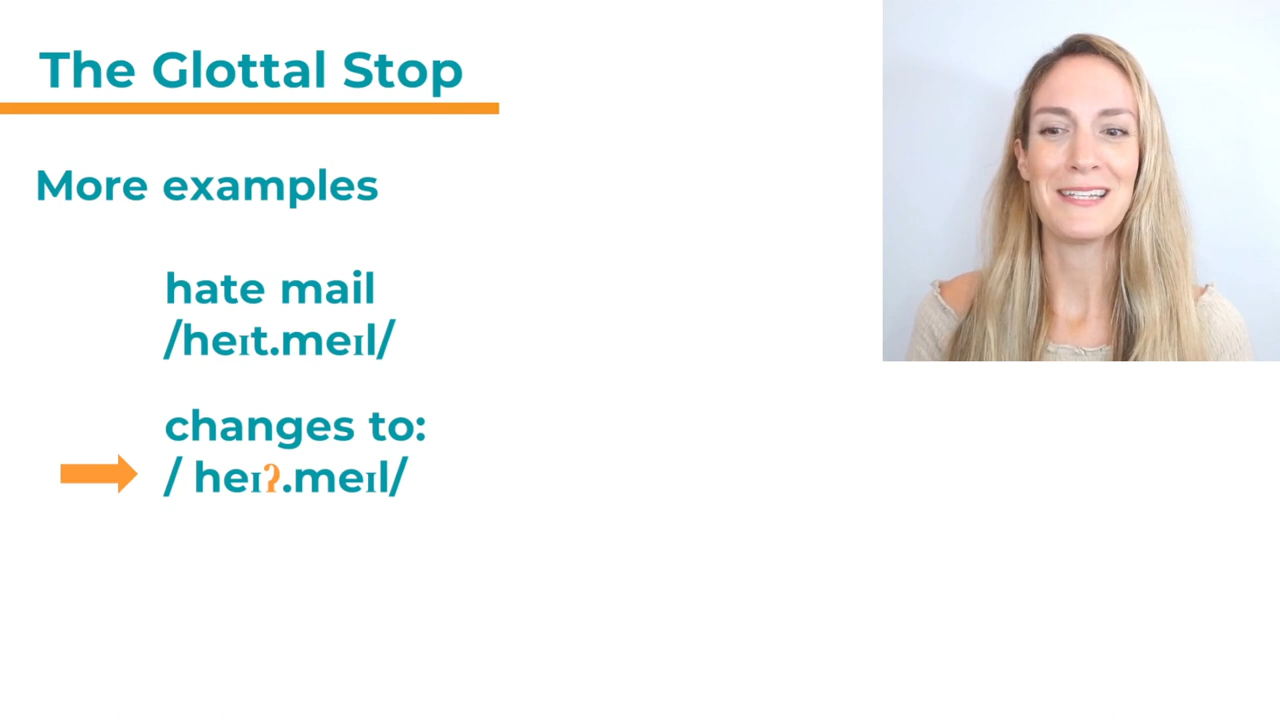 The Glottal Stop
More examples
hate mail
/heɪt.meɪl/
changes to:
/ heɪʔ.meɪl/